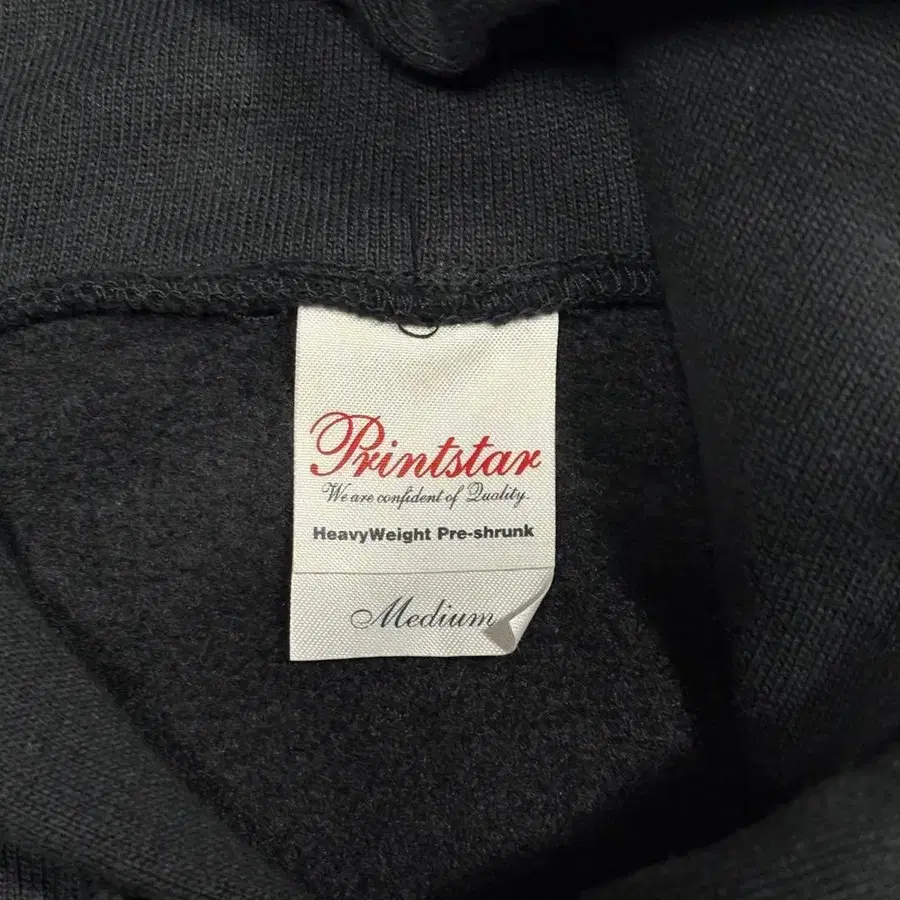 Printstar
We are confident of Quality.
HeavyWeight Pre-shrunk
Medium